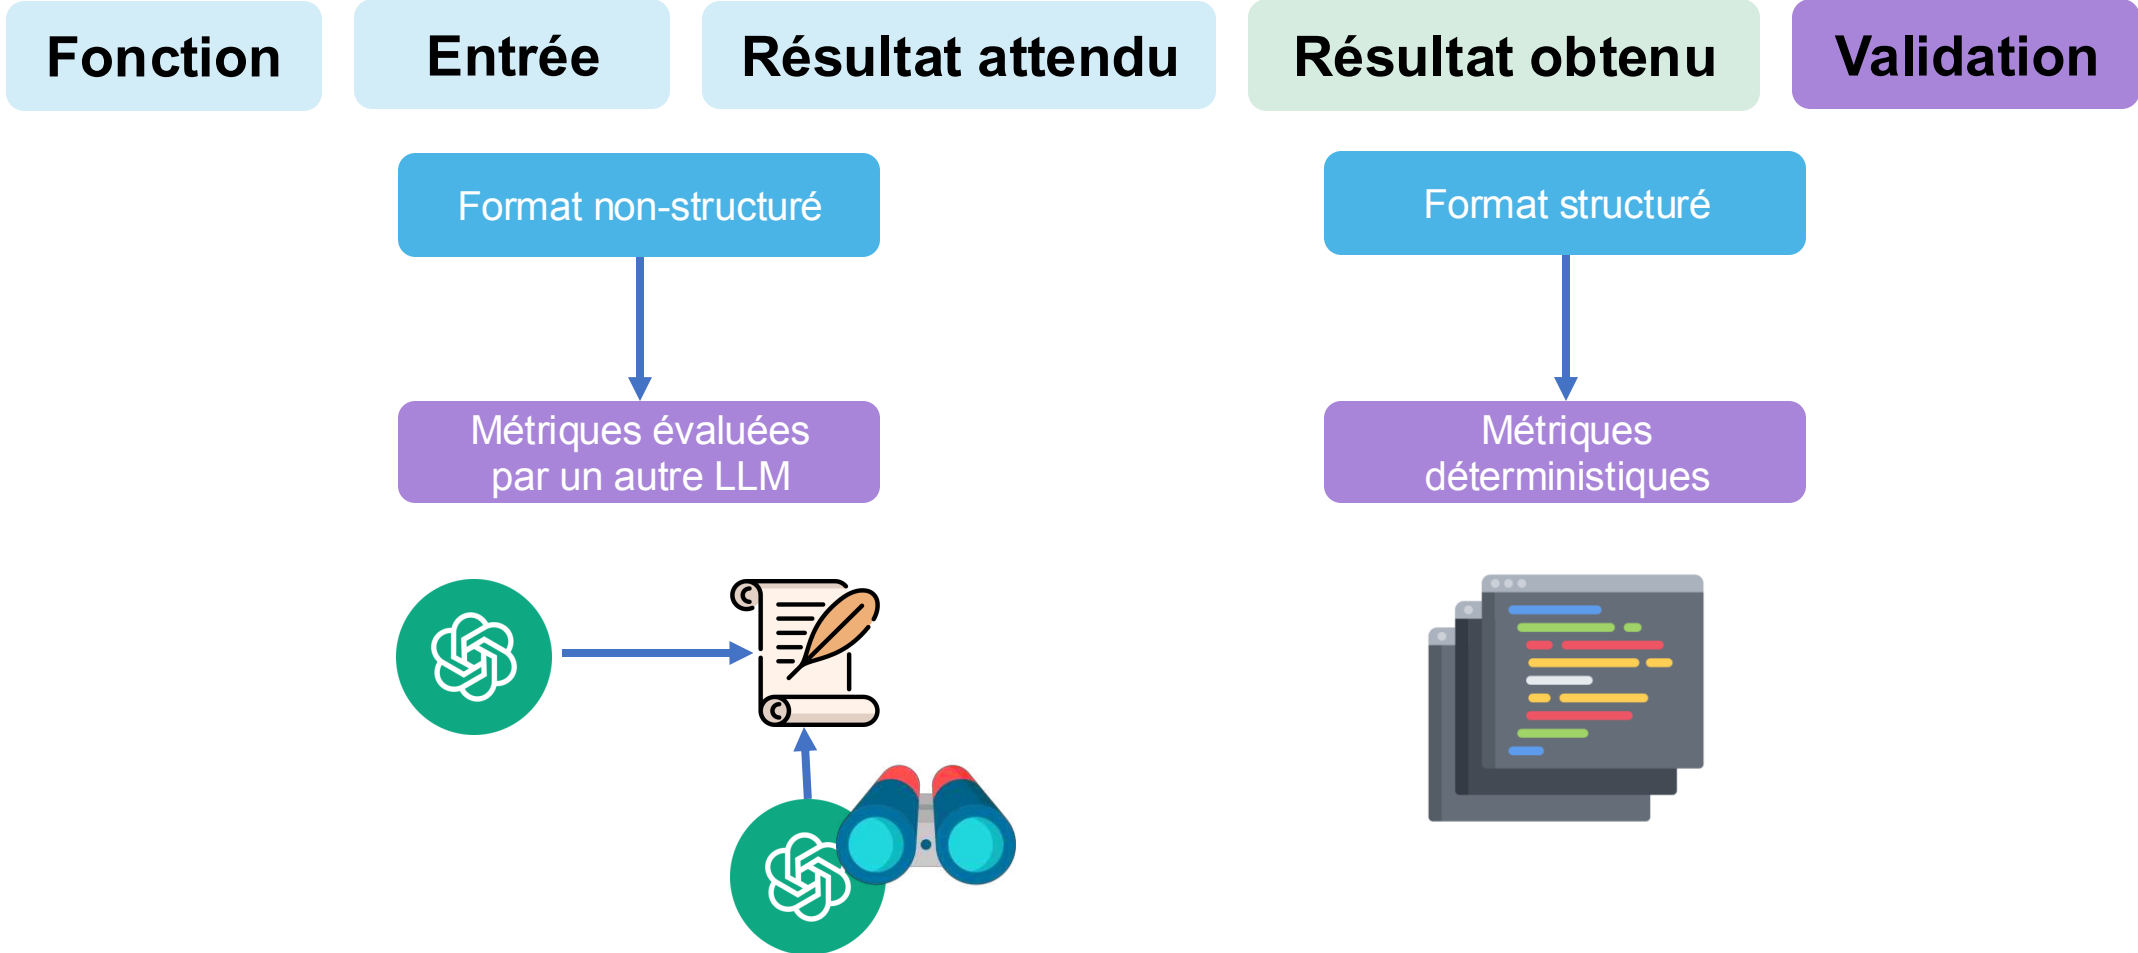 Fonction
Entrée
Résultat attendu
Résultat obtenu
Validation
Format non-structuré
Format structuré
Métriques évaluées
par un autre LLM
Métriques
déterministiques